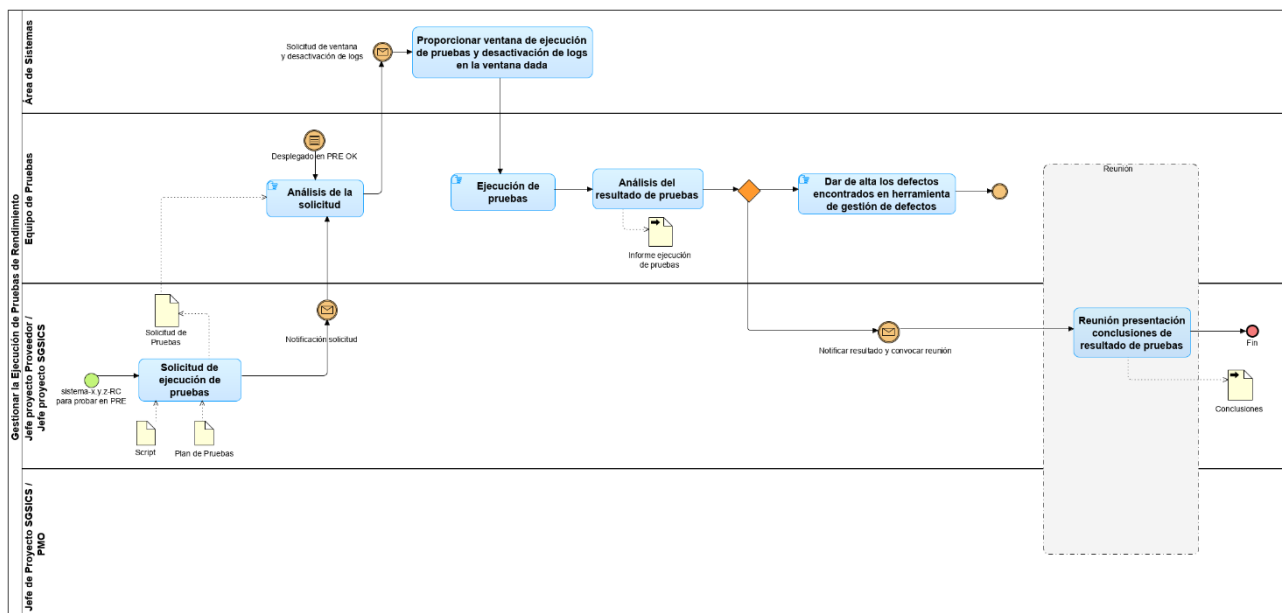 Gestionar la Ejecución de Pruebas de Rendimiento
Área de Sistemas
Solicitud de ventana
y desactivación de logs
Proporcionar ventana de ejecución
de pruebas y desactivación de logs
en la ventana dada
Equipo de Pruebas
Desplegado en PRE OK
Análisis de la
solicitud
Ejecución de
pruebas
Análisis del
resultado de pruebas
Informe ejecución
de pruebas
Dar de alta los defectos
encontrados en herramienta
de gestión de defectos
Reunión
Jefe proyecto Proveedor /
Jefe proyecto SGSICS
sistema-x.y.z-RC
para probar en PRE
Solicitud de
Pruebas
Solicitud de
ejecución de
pruebas
Script
Plan de Pruebas
Notificación solicitud
Notificar resultado y convocar reunión
Reunión presentación
conclusiones de
resultado de pruebas
Fin
Conclusiones
Jefe de Proyecto SGSICS /
PMO